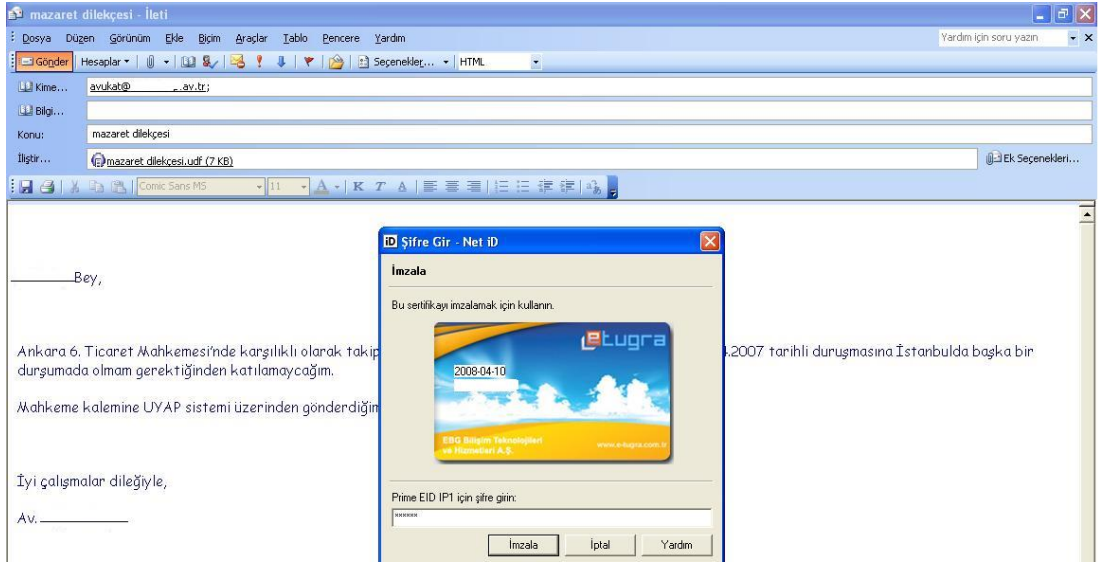 mazaret dilekçesi - İleti
Dosya Düzen Görünüm Ekle Biçim Araçlar Tablo Pencere Yardım
Yardım için soru yazın
Gönder Hesaplar Seçenekler... HTML
Kime... avukat@ .av.tr;
Bilgi...
Konu: mazaret dilekçesi
İliştir... mazaret dilekçesi.udf (7 KB) Ek Seçenekleri...
Comic Sans MS 11 A K T A
iD Şifre Gir - Net iD
İmzala
Bu sertifikayı imzalamak için kullanın.
etugra
2008-04-10
EBG Bilişim Teknolojileri
ve Hizmetleri A.Ş.
www.e-tugra.com.tr
Prime EID IP1 için şifre girin:
******
İmzala İptal Yardım
Bey,
Ankara 6. Ticaret Mahkemesi'nde karşılıklı olarak takip .2007 tarihli duruşmasına İstanbulda başka bir
durşumada olmam gerektiğinden katılamaycağım.
Mahkeme kalemine UYAP sistemi üzerinden gönderdiğim
İyi çalışmalar dileğiyle,
Av.